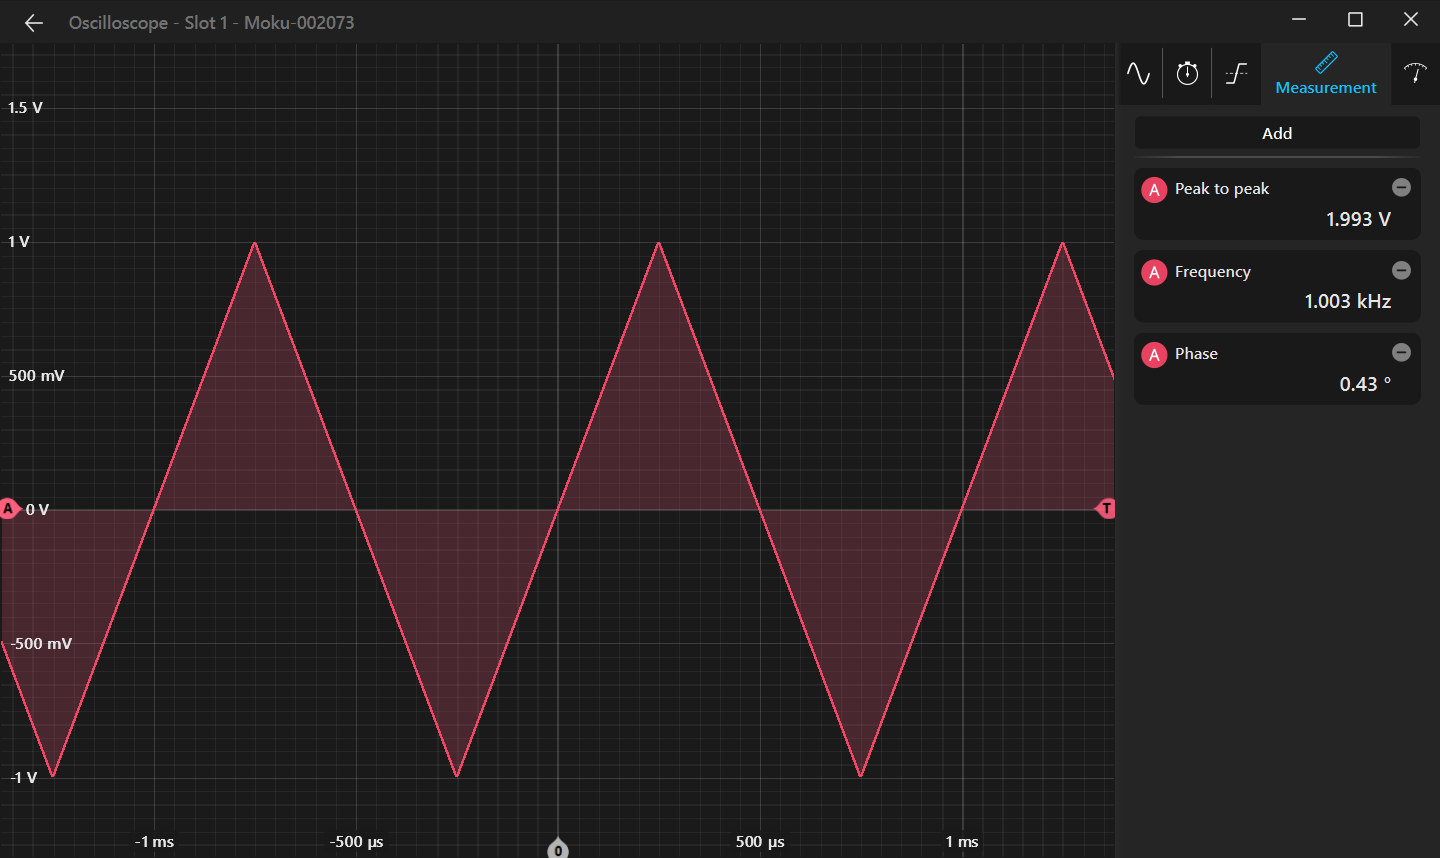 Oscilloscope - Slot 1 - Moku-002073
Measurement
Add
A Peak to peak
1.993 V
A Frequency
1.003 kHz
A Phase
0.43 °
1.5 V
1 V
500 mV
A 0 V T
-500 mV
-1 V
-1 ms -500 µs 0 500 µs 1 ms